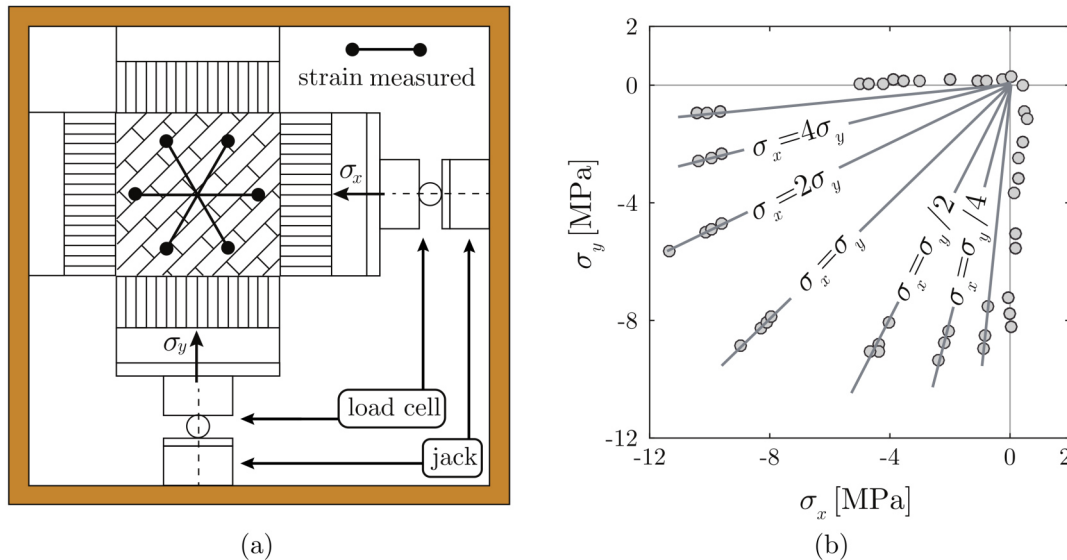 strain measured
σx
σy
load cell
jack
(a)
2
0
-4
-8
-12
σy [MPa]
σx=4σy
σx=2σy
σx=σy
σx=σy/2
σx=σy/4
-12
-8
-4
0
2
σx [MPa]
(b)